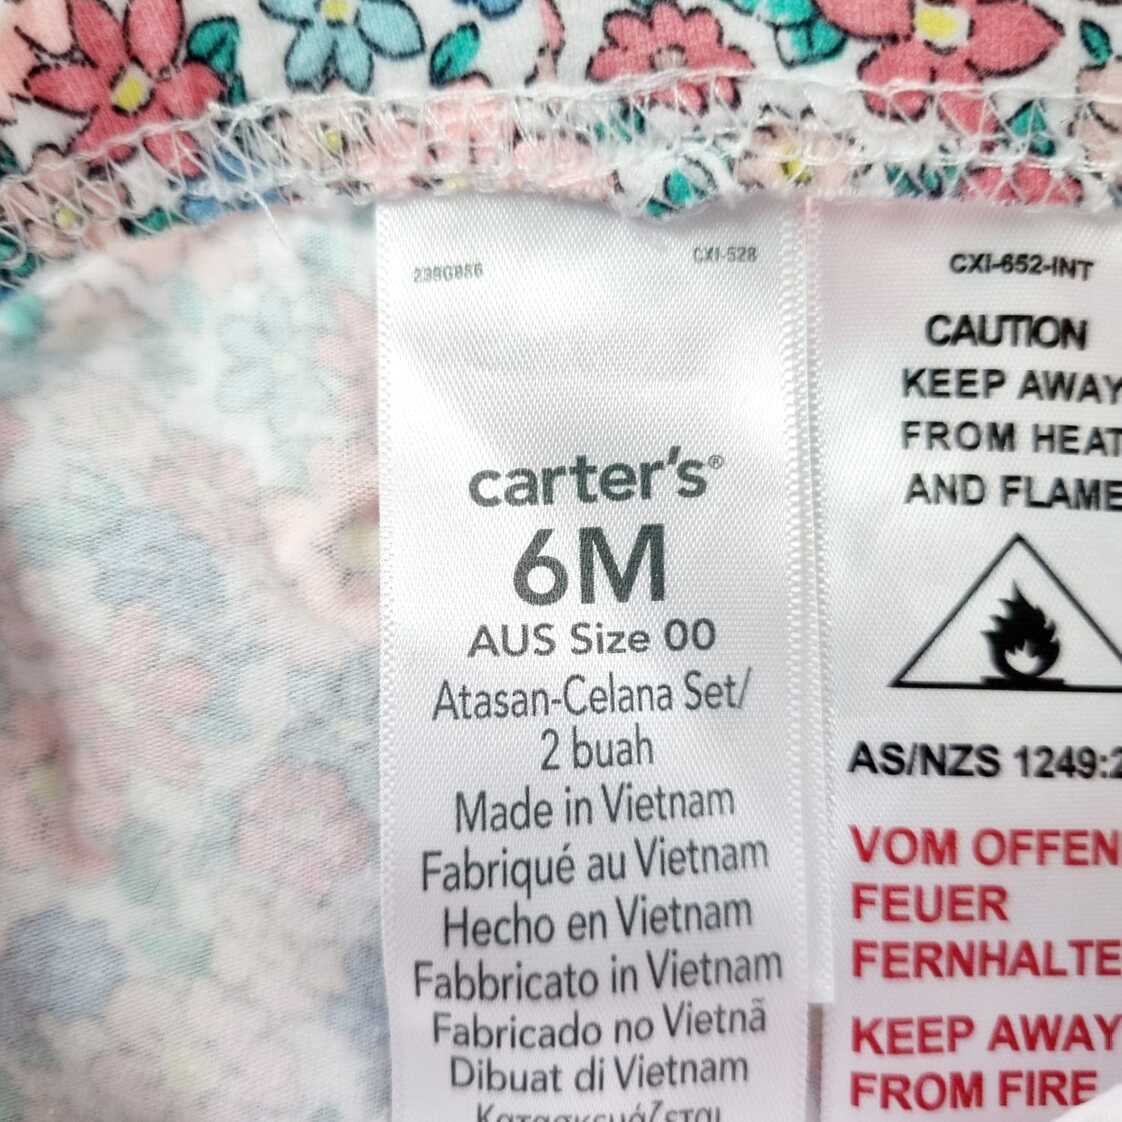 239G886
CXI-528
carter's®
6M
AUS Size 00
Atasan-Celana Set/
2 buah
Made in Vietnam
Fabriqué au Vietnam
Hecho en Vietnam
Fabbricato in Vietnam
Fabricado no Vietnã
Dibuat di Vietnam
Κατασκευάζεται
CXI-652-INT
CAUTION
KEEP AWAY
FROM HEAT
AND FLAME
AS/NZS 1249:2
VOM OFFEN
FEUER
FERNHALTE
KEEP AWAY
FROM FIRE